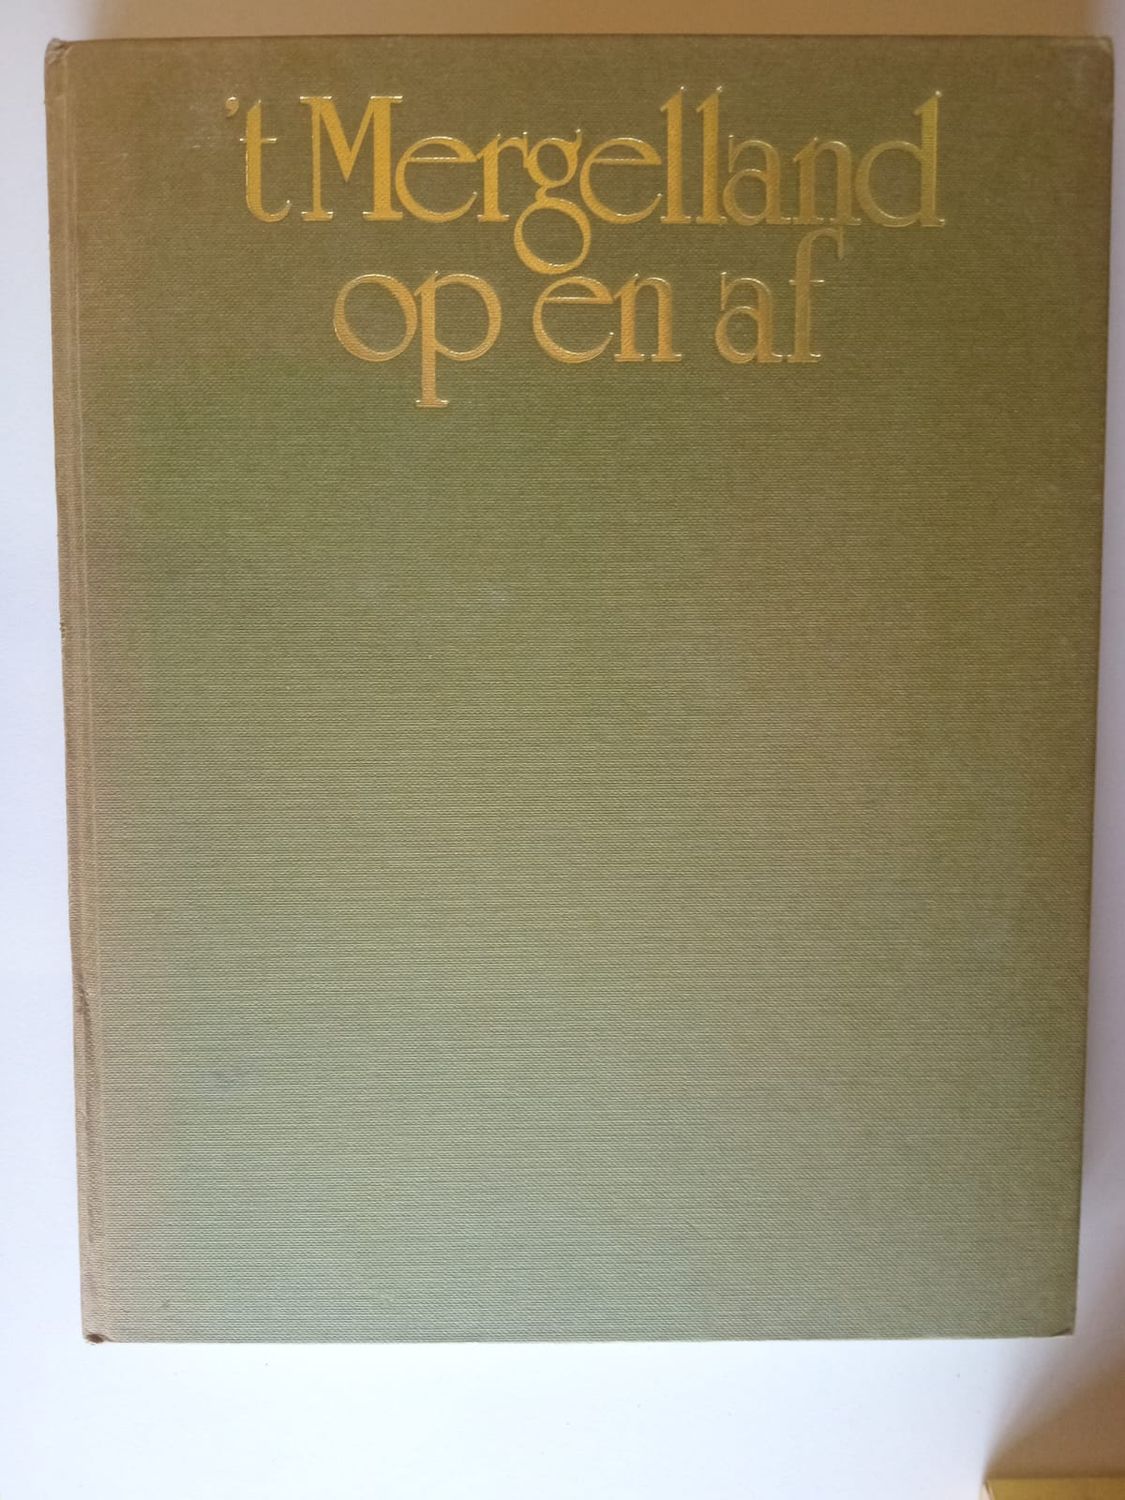 't Mergelland
op en af